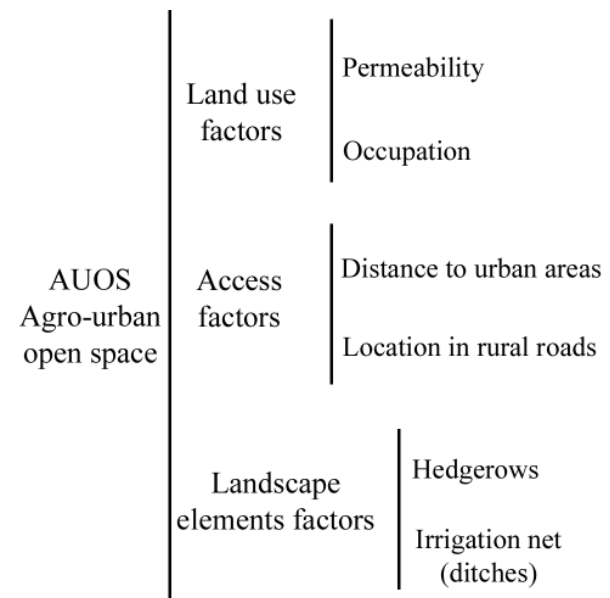 AUOS
Agro-urban
open space
Land use
factors
Permeability
Occupation
Access
factors
Distance to urban areas
Location in rural roads
Landscape
elements factors
Hedgerows
Irrigation net
(ditches)